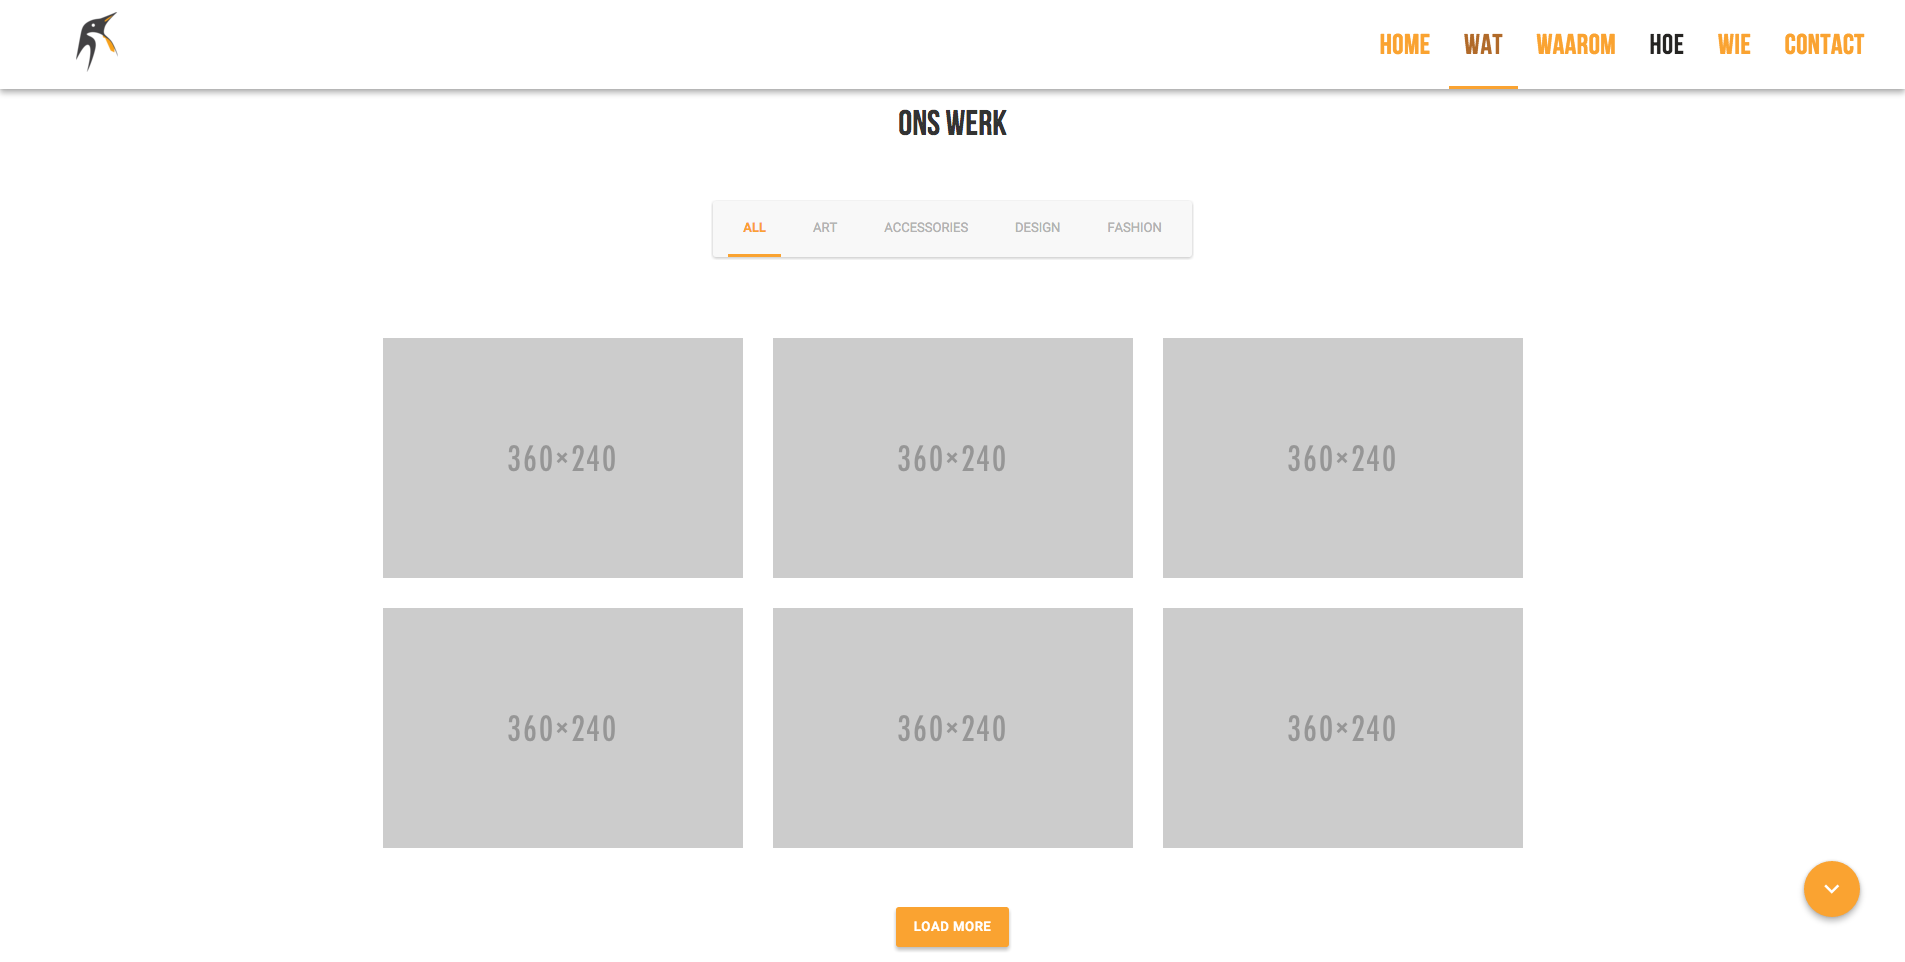 HOME WAT WAAROM HOE WIE CONTACT
ONS WERK
ALL ART ACCESSORIES DESIGN FASHION
360×240 360×240 360×240
360×240 360×240 360×240
LOAD MORE